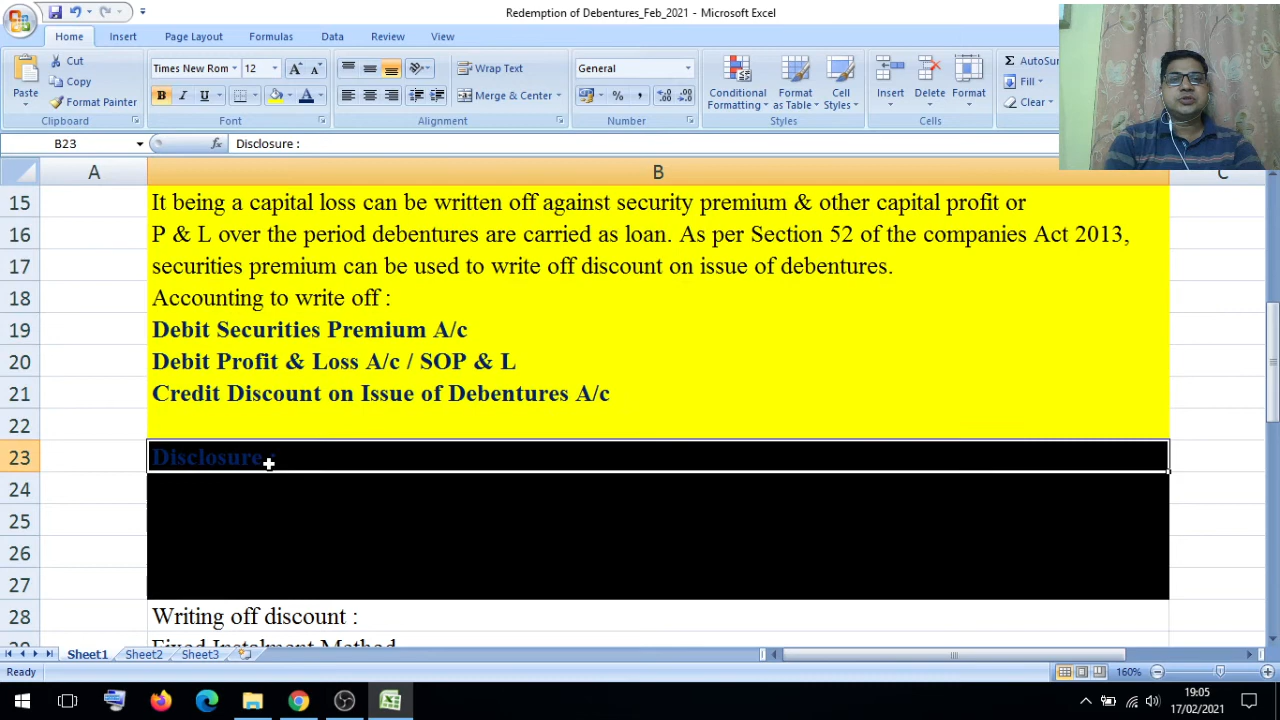 Redemption of Debentures_Feb_2021 - Microsoft Excel
Home Insert Page Layout Formulas Data Review View
Paste
Cut
Copy
Format Painter
Clipboard
Times New Rom 12
B I U
Font
Wrap Text
Merge & Center
Alignment
General
% ,
Number
Conditional Formatting
Format as Table
Cell Styles
Styles
Insert Delete Format
Cells
AutoSum
Fill
Clear
B23 fx Disclosure :
A B C
15 It being a capital loss can be written off against security premium & other capital profit or
16 P & L over the period debentures are carried as loan. As per Section 52 of the companies Act 2013,
17 securities premium can be used to write off discount on issue of debentures.
18 Accounting to write off :
19 Debit Securities Premium A/c
20 Debit Profit & Loss A/c / SOP & L
21 Credit Discount on Issue of Debentures A/c
22
23 Disclosure :
24
25
26
27
28 Writing off discount :
29 Fixed Instalment Method
Sheet1 Sheet2 Sheet3
Ready 160%
19:05
17/02/2021